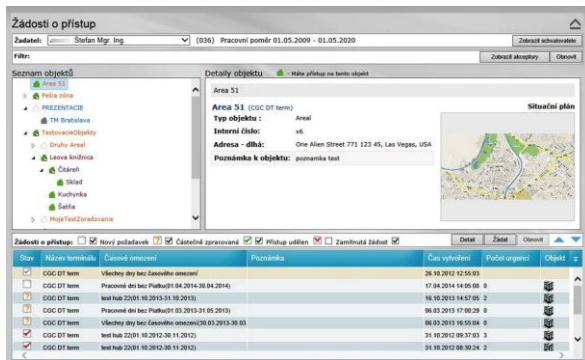 Žádosti o přístup
Žadatel: Štefan Mgr. Ing. (036) Pracovní poměr 01.05.2009 - 01.05.2020 Zobrazit schvalovatele
Filtr: Zobrazit akceptory Obnovit
Seznam objektů
Area 51
Pešia zóna
PREZENTACIE
TM Bratislava
TestovacieObjekty
Druhy Areal
Leova knižnica
Čitáreň
Sklad
Kuchynka
Šatňa
MojeTestZoradovanie
Detaily objektu - Máte přístup na tento objekt
Area 51
Area 51 (CGC DT term) Situační plán
Typ objektu : Areal
Interní číslo: x6
Adresa - dlhá: One Alien Street 771 123 45, Las Vegas, USA
Poznámka k objektu: poznamka test
Žádosti o přístup: Nový požadavek Částečně zpracovaná Přístup udělen Zamítnutá žádost Detail Žádat Obnovit
Stav Název terminálu Časové omezení Poznámka Čas vytvoření Počet urgencí Objekt
CGC DT term Všechny dny bez časového omezení 26.10.2012 12:55:03
CGC DT term Pracovné dni bez Piatku(01.04.2014-30.04.2014) 17.04.2014 14:05:08 0
CGC DT term test hub 22(01.10.2013-31.10.2013) 16.10.2013 14:57:05 2
CGC DT term Pracovné dni bez Piatku(01.03.2013-31.05.2013) 06.03.2013 17:00:29 0
CGC DT term Všechny dny bez časového omezení(30.03.2013-30.03 06.03.2013 16:55:04 0
CGC DT term test hub 22(01.10.2012-30.11.2012) 31.10.2012 09:37:03 3
CGC DT term test hub 22(01.10.2012-30.11.2012) 31.10.2012 08:30:24 2